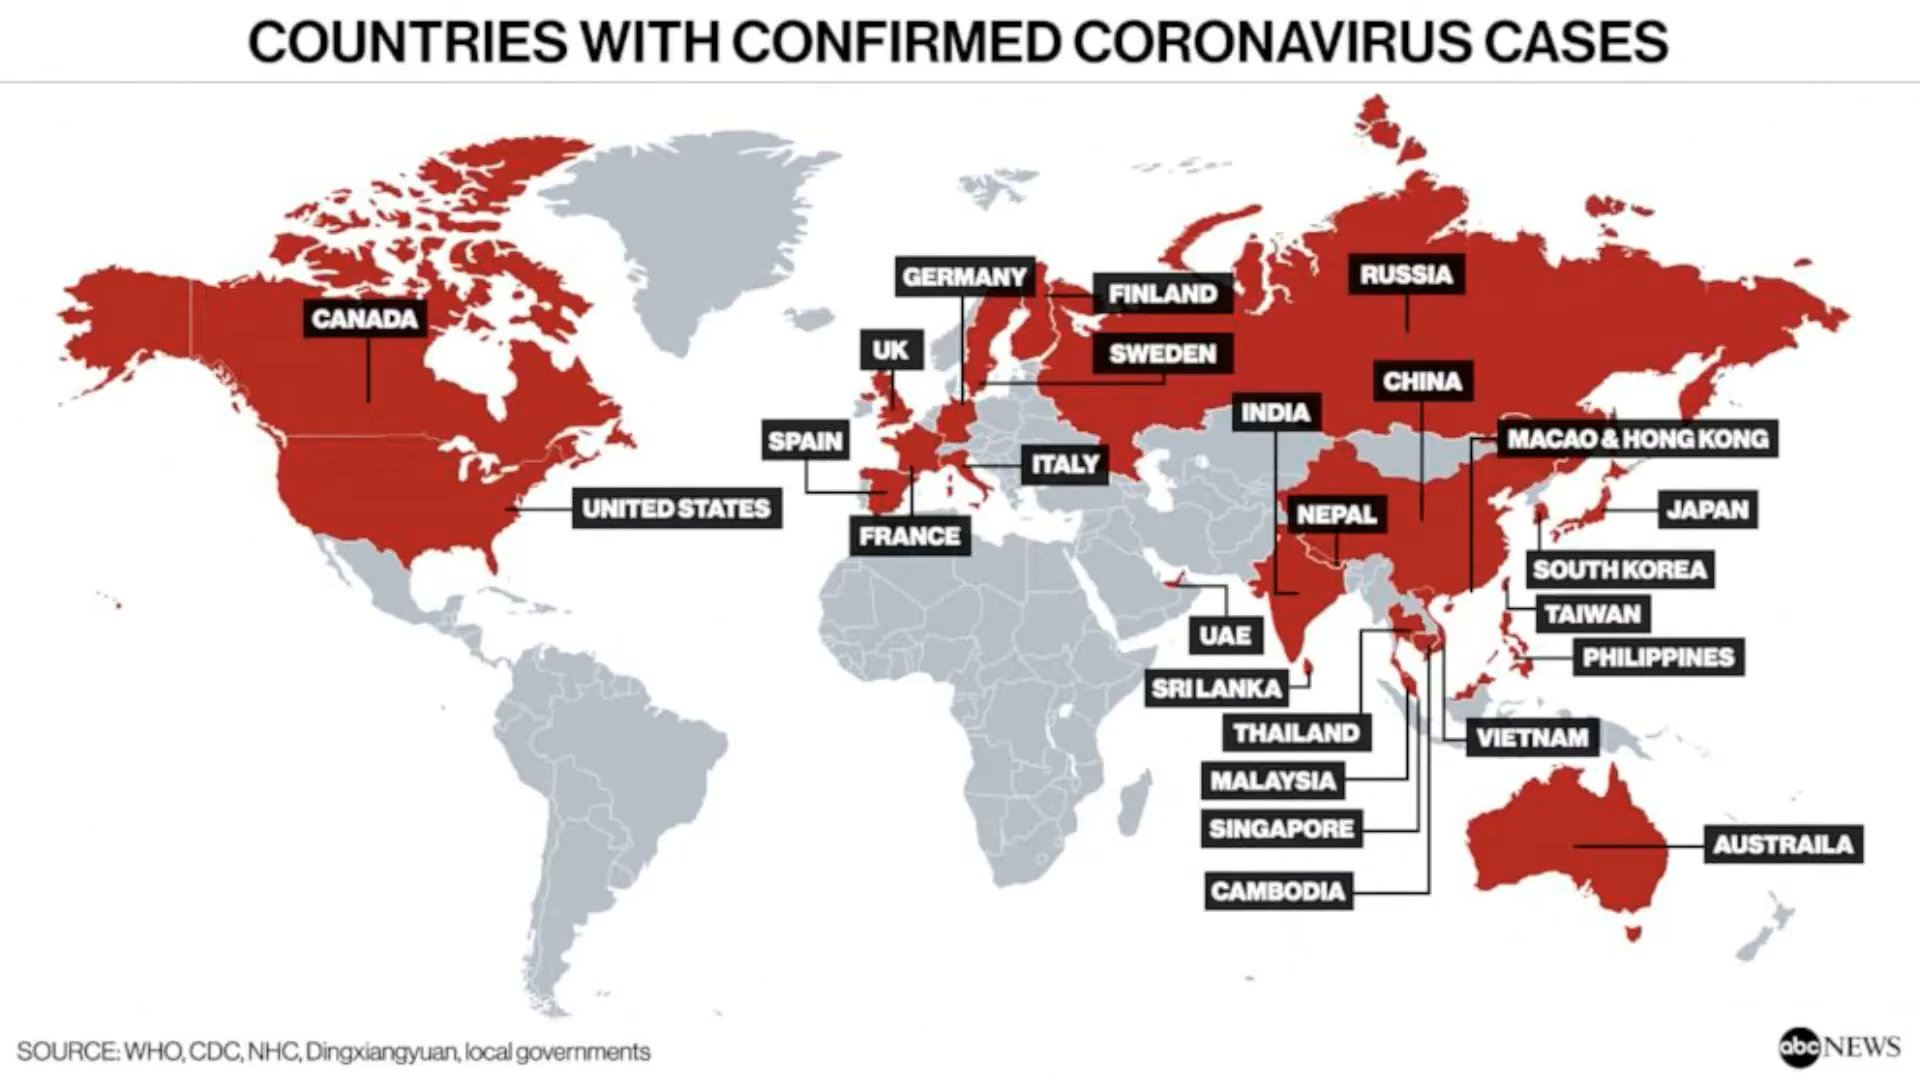 COUNTRIES WITH CONFIRMED CORONAVIRUS CASES
CANADA
UNITED STATES
GERMANY
FINLAND
UK
SWEDEN
SPAIN
ITALY
FRANCE
RUSSIA
CHINA
INDIA
MACAO & HONG KONG
NEPAL
JAPAN
SOUTH KOREA
TAIWAN
UAE
PHILIPPINES
SRI LANKA
THAILAND
VIETNAM
MALAYSIA
SINGAPORE
AUSTRAILA
CAMBODIA
SOURCE: WHO, CDC, NHC, Dingxiangyuan, local governments
abc NEWS